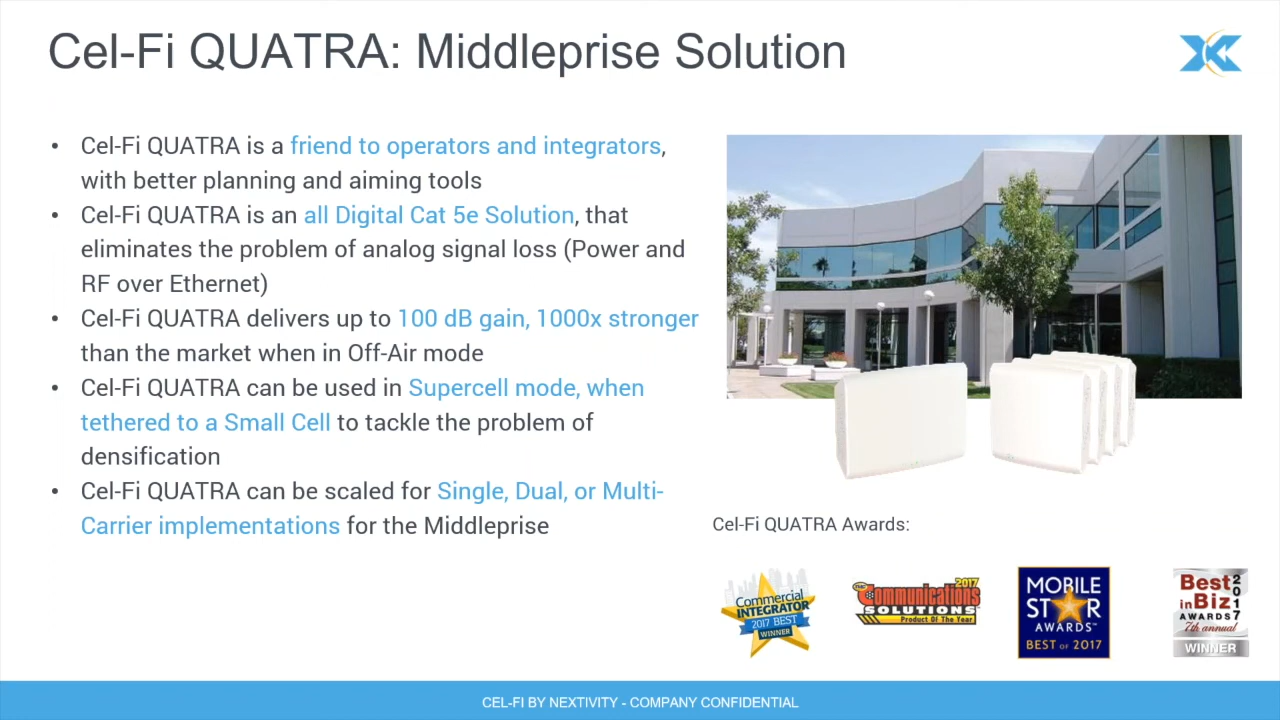 Cel-Fi QUATRA: Middleprise Solution
• Cel-Fi QUATRA is a friend to operators and integrators,
with better planning and aiming tools
• Cel-Fi QUATRA is an all Digital Cat 5e Solution, that
eliminates the problem of analog signal loss (Power and
RF over Ethernet)
• Cel-Fi QUATRA delivers up to 100 dB gain, 1000x stronger
than the market when in Off-Air mode
• Cel-Fi QUATRA can be used in Supercell mode, when
tethered to a Small Cell to tackle the problem of
densification
• Cel-Fi QUATRA can be scaled for Single, Dual, or Multi-
Carrier implementations for the Middleprise
Cel-Fi QUATRA Awards:
Commercial
INTEGRATOR
2017 BEST
WINNER
2017
Communications
SOLUTIONS
Product Of The Year
MOBILE
STAR
AWARDS™
BEST OF 2017
Best
in Biz
AWARDS
2017
7th annual
WINNER
CEL-FI BY NEXTIVITY - COMPANY CONFIDENTIAL